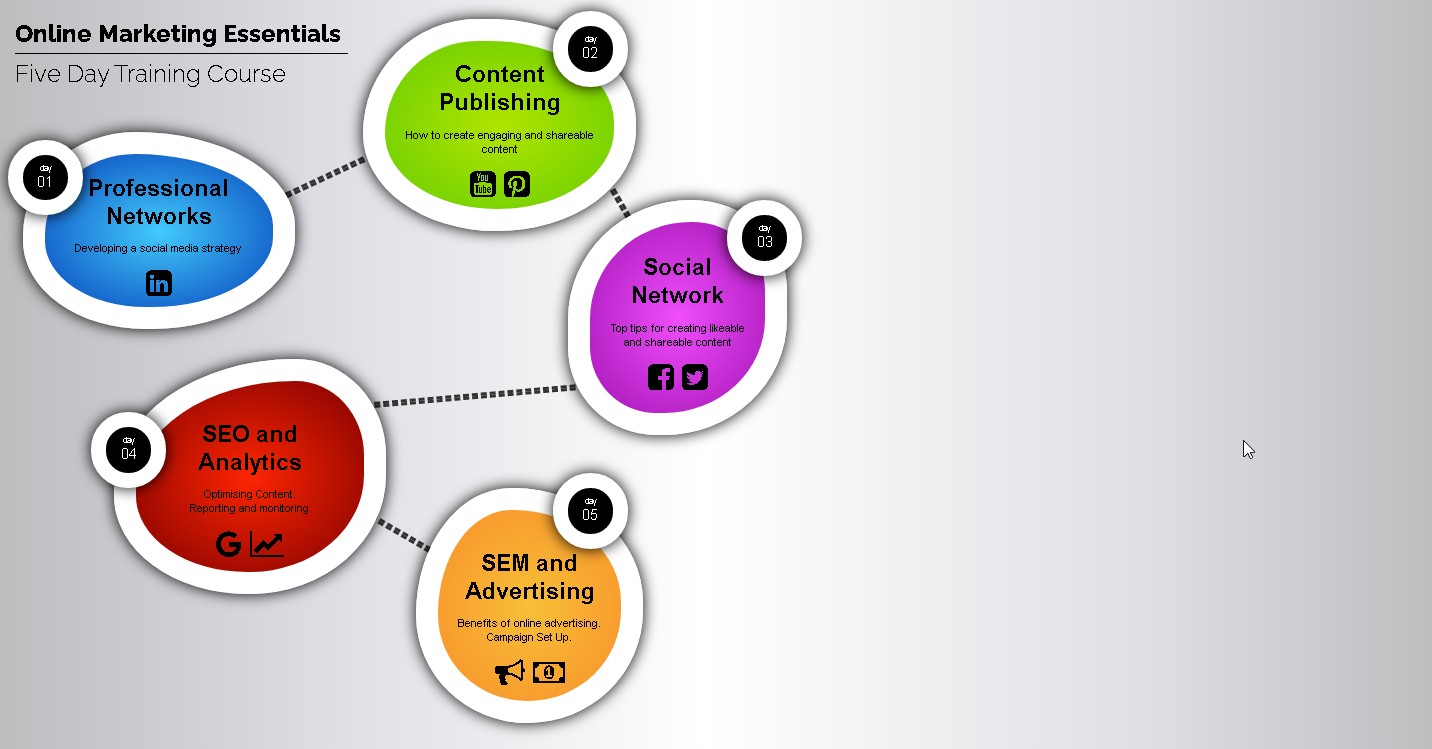 Online Marketing Essentials
Five Day Training Course
day
01
Professional
Networks
Developing a social media strategy
in
day
02
Content
Publishing
How to create engaging and shareable
content
You
Tube
day
03
Social
Network
Top tips for creating likeable
and shareable content
day
04
SEO and
Analytics
Optimising Content
Reporting and monitoring
G
day
05
SEM and
Advertising
Benefits of online advertising.
Campaign Set Up.
1